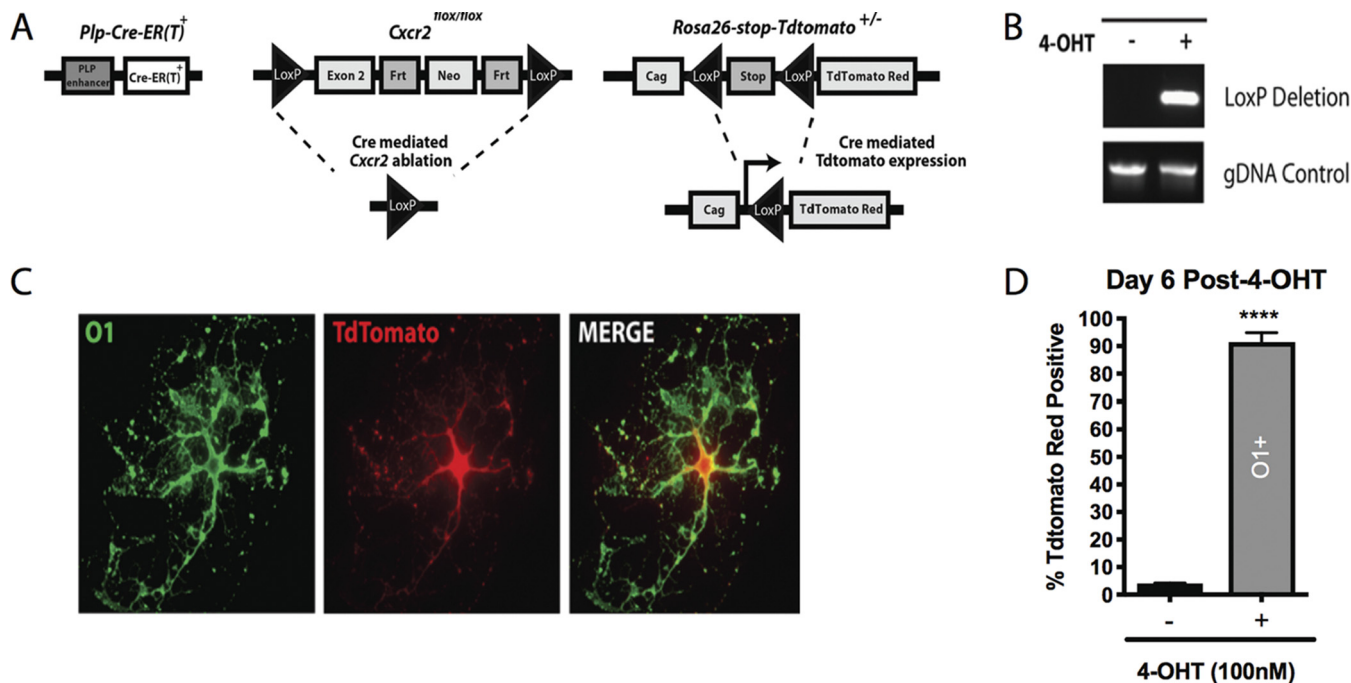 A
Plp-Cre-ER(T)+
Cxcr2 flox/flox
Rosa26-stop-Tdtomato +/-
PLP enhancer
Cre-ER(T)+
LoxP
Exon 2
Frt
Neo
Frt
LoxP
Cag
LoxP
Stop
LoxP
TdTomato Red
Cre mediated
Cxcr2 ablation
Cre mediated
Tdtomato expression
LoxP
Cag
LoxP
TdTomato Red
B
4-OHT - +
LoxP Deletion
gDNA Control
C
O1
TdTomato
MERGE
D
Day 6 Post-4-OHT
% Tdtomato Red Positive
100
90
80
70
60
50
40
30
20
10
0
****
O1+
- +
4-OHT (100nM)